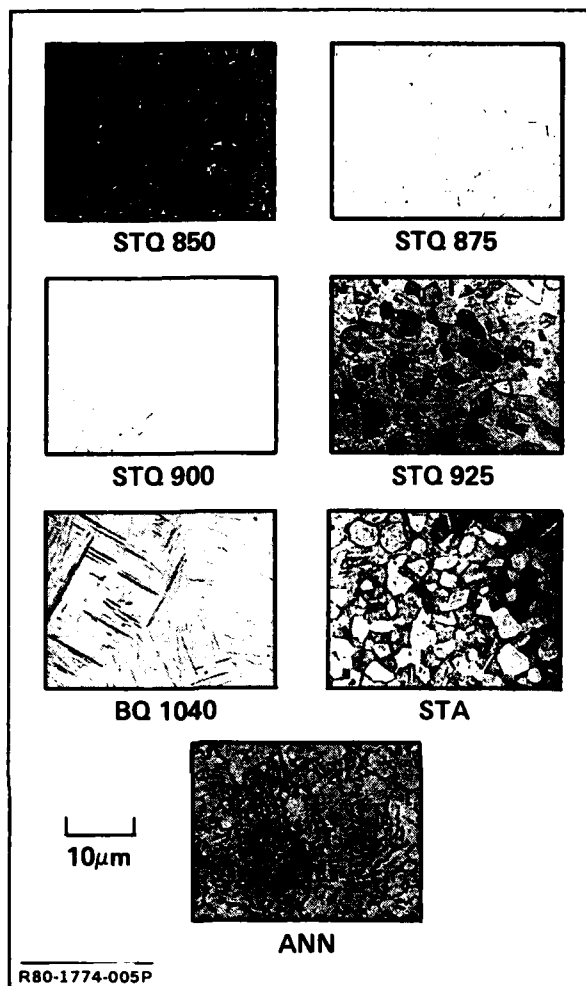 STQ 850
STQ 875
STQ 900
STQ 925
BQ 1040
STA
10μm
ANN
R80-1774-005P